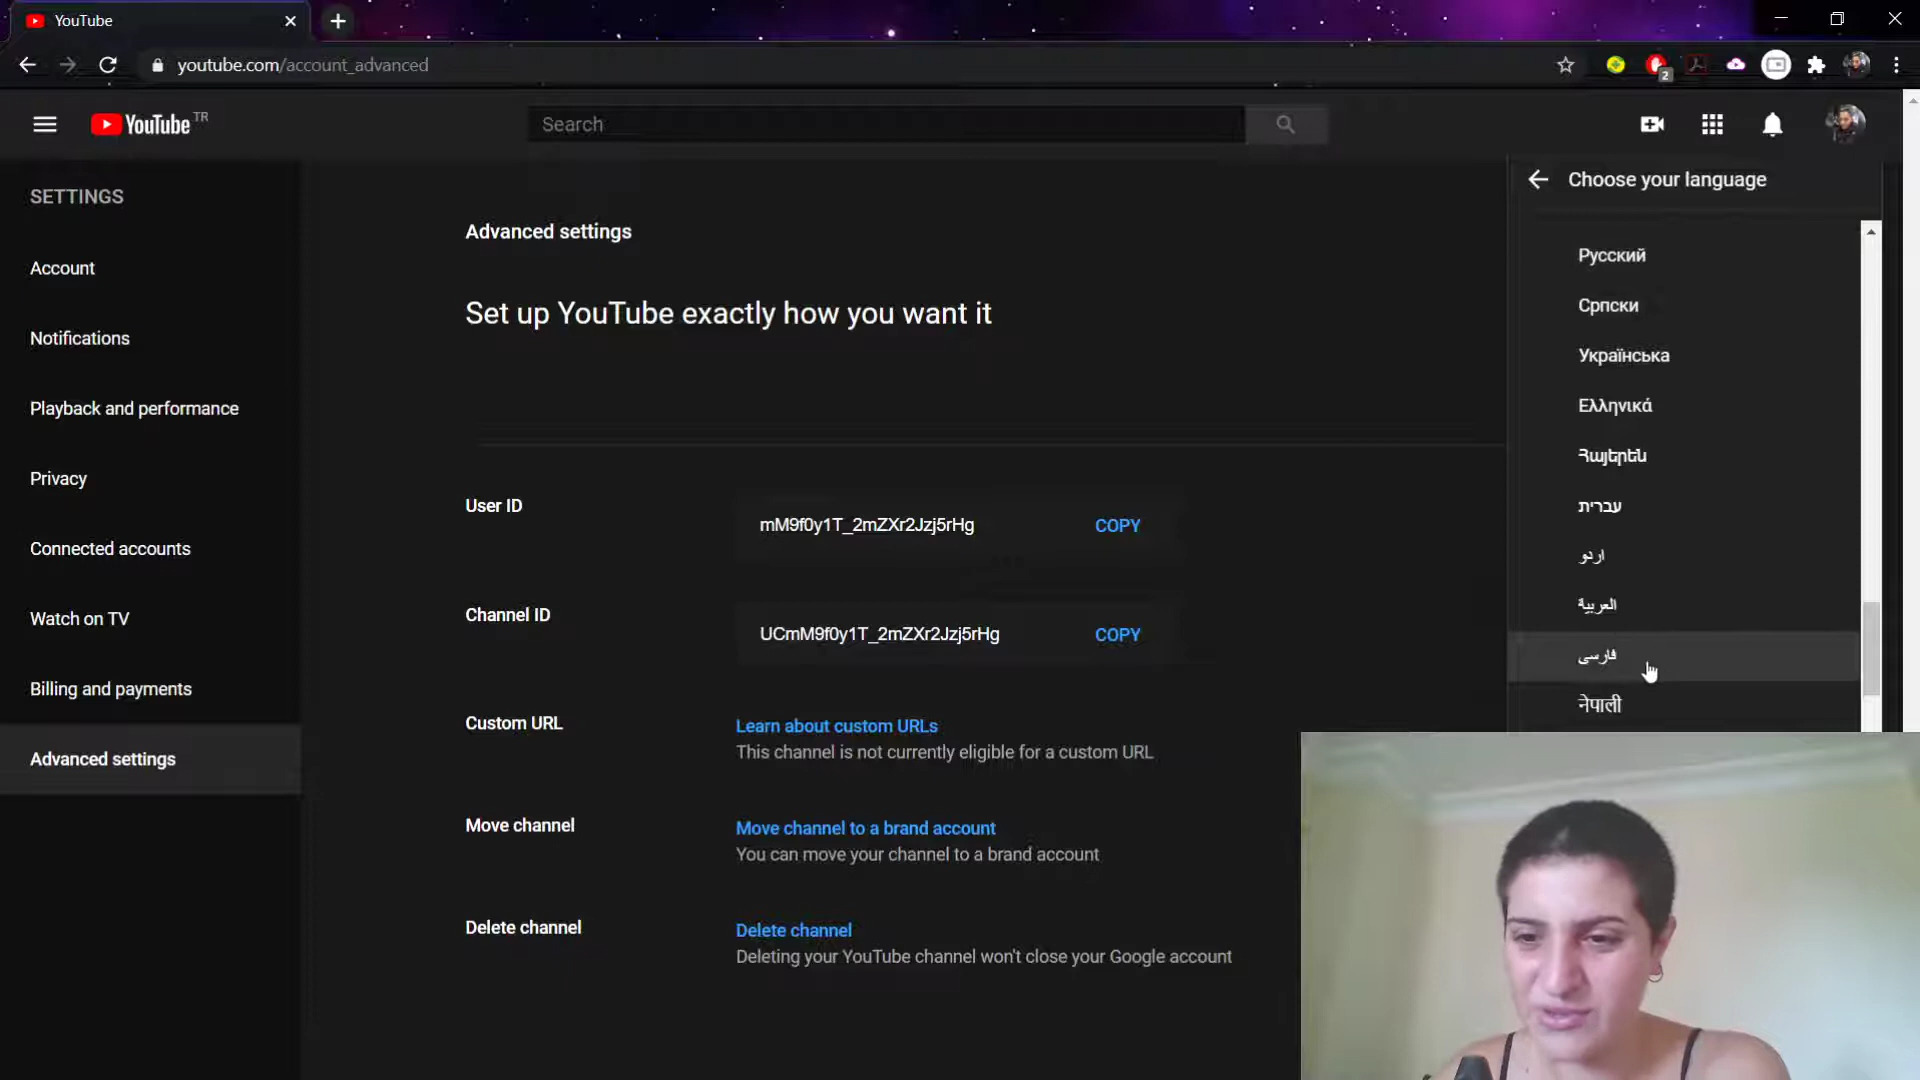 YouTube
youtube.com/account_advanced
2
YouTube TR
Search
SETTINGS
Account
Notifications
Playback and performance
Privacy
Connected accounts
Watch on TV
Billing and payments
Advanced settings
Advanced settings
Set up YouTube exactly how you want it
User ID
mM9f0y1T_2mZXr2Jzj5rHg
COPY
Channel ID
UCmM9f0y1T_2mZXr2Jzj5rHg
COPY
Custom URL
Learn about custom URLs
This channel is not currently eligible for a custom URL
Move channel
Move channel to a brand account
You can move your channel to a brand account
Delete channel
Delete channel
Deleting your YouTube channel won't close your Google account
Choose your language
Русский
Српски
Українська
Ελληνικά
Հայերեն
עברית
اردو
العربية
فارسی
नेपाली